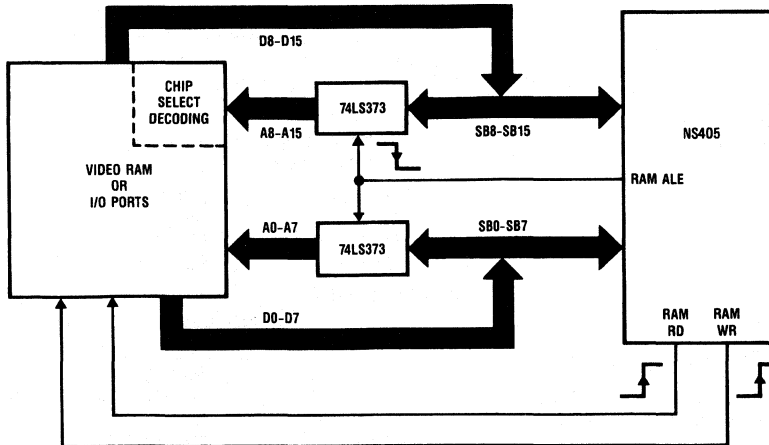 D8–D15
CHIP
SELECT
DECODING
74LS373
A8–A15
SB8–SB15
NS405
VIDEO RAM
OR
I/O PORTS
RAM ALE
A0–A7
74LS373
SB0–SB7
D0–D7
RAM
RD
RAM
WR